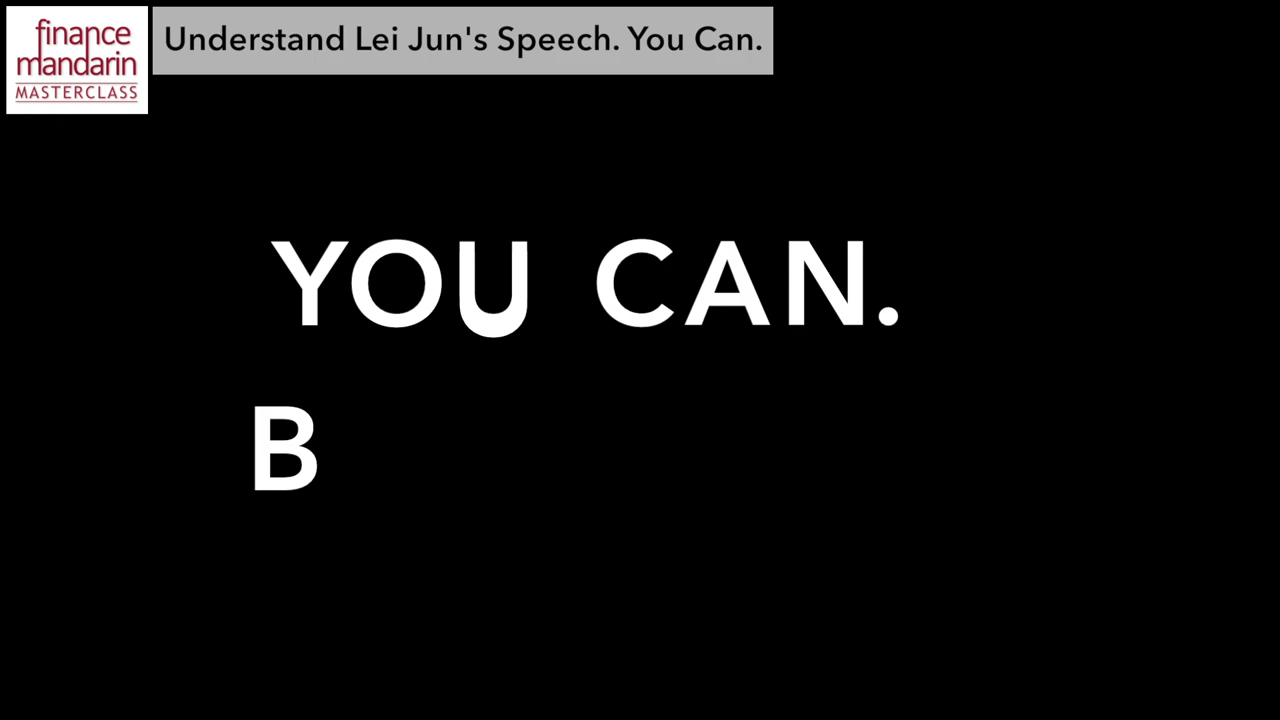 finance
mandarin
MASTERCLASS
Understand Lei Jun's Speech. You Can.
YOU CAN.
B